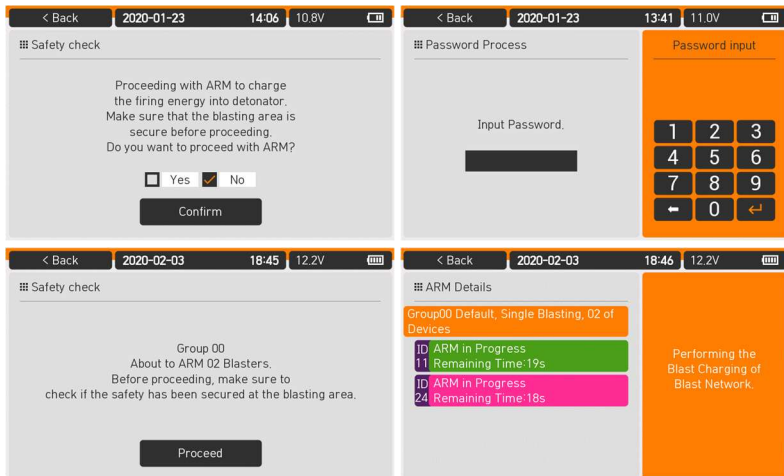 < Back 2020-01-23 14:06 10.8V
Safety check
Proceeding with ARM to charge
the firing energy into detonator.
Make sure that the blasting area is
secure before proceeding.
Do you want to proceed with ARM?
Yes No
Confirm
< Back 2020-01-23 13:41 11.0V
Password Process
Input Password.
Password input
1 2 3
4 5 6
7 8 9
0
< Back 2020-02-03 18:45 12.2V
Safety check
Group 00
About to ARM 02 Blasters.
Before proceeding, make sure to
check if the safety has been secured at the blasting area.
Proceed
< Back 2020-02-03 18:46 12.2V
ARM Details
Group00 Default, Single Blasting, 02 of
Devices
ID ARM in Progress
11 Remaining Time:19s
ID ARM in Progress
24 Remaining Time:18s
Performing the
Blast Charging of
Blast Network.